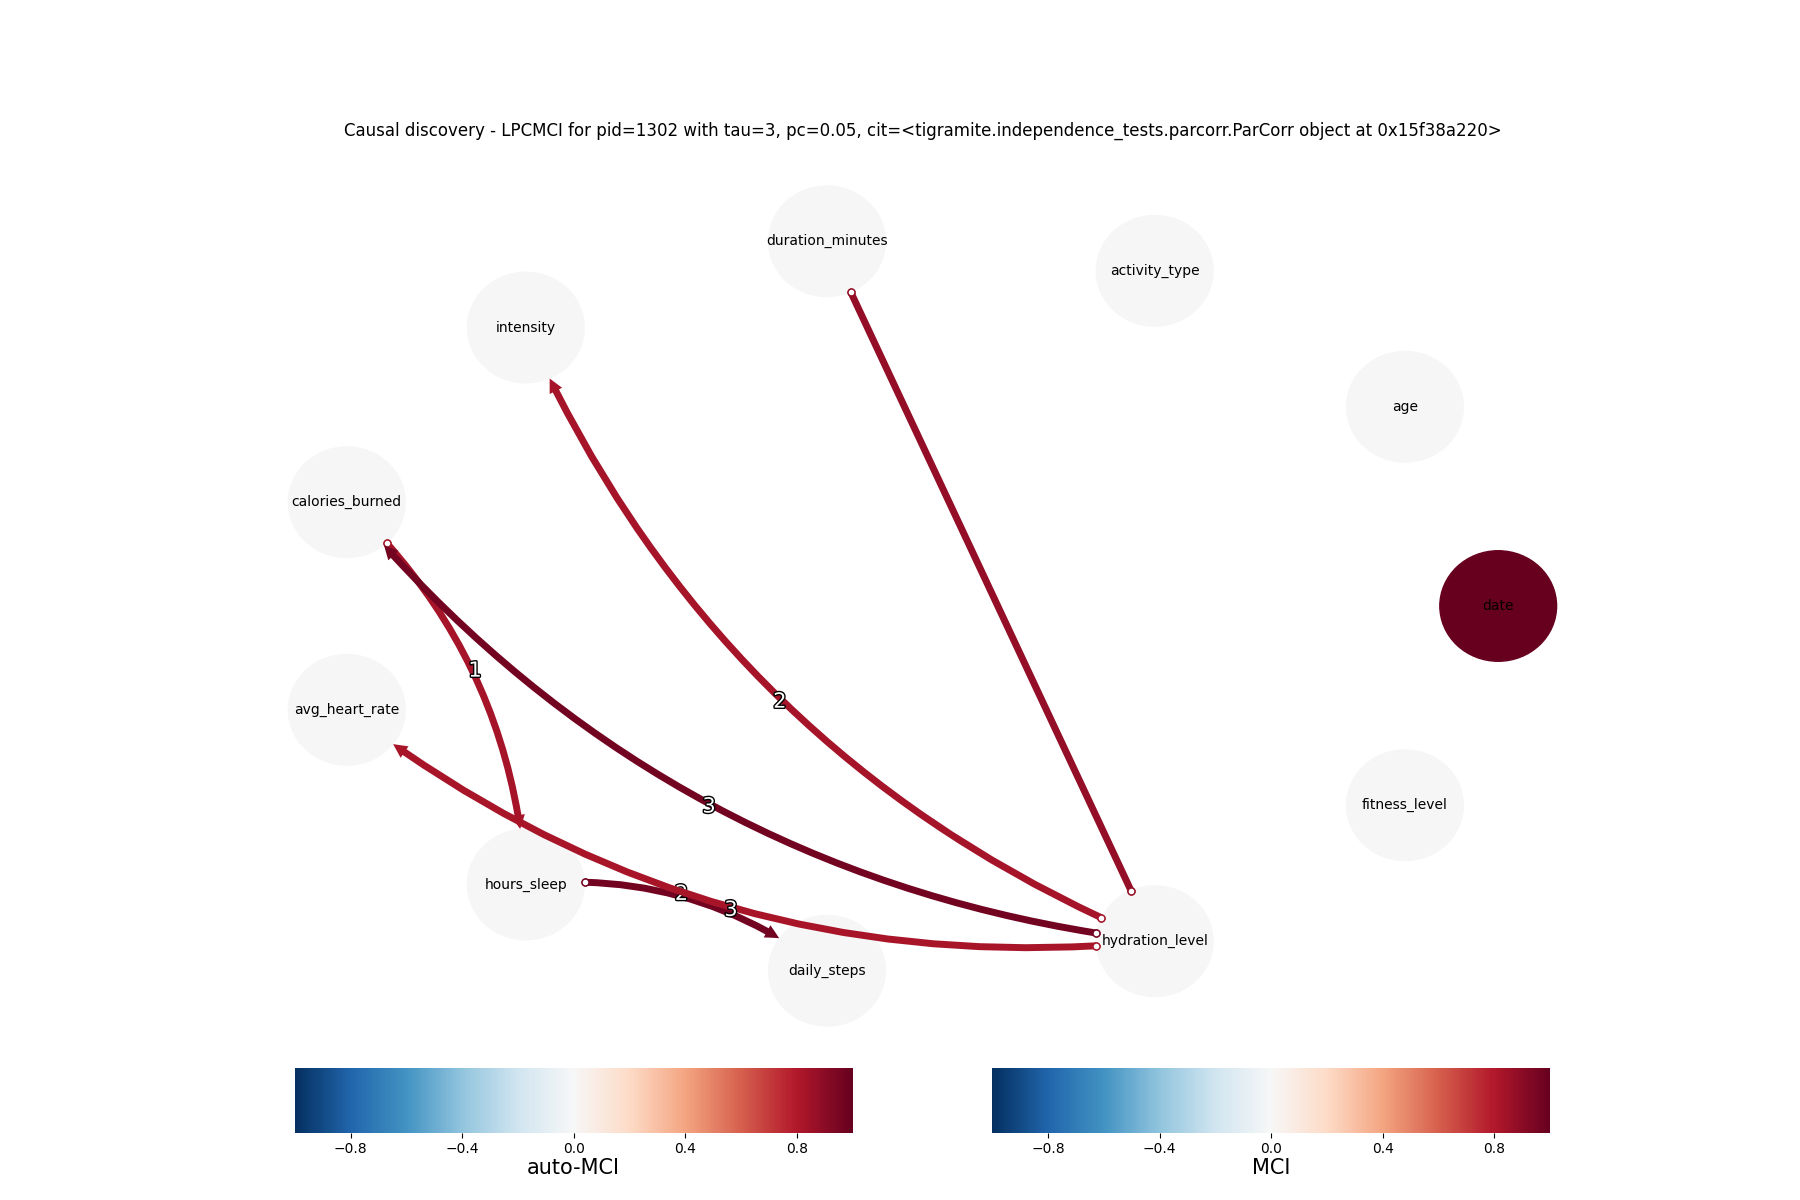 Causal discovery - LPCMCI for pid=1302 with tau=3, pc=0.05, cit=<tigramite.independence_tests.parcorr.ParCorr object at 0x15f38a220>
duration_minutes
activity_type
intensity
age
calories_burned
date
1
2
avg_heart_rate
3
fitness_level
hours_sleep
2
3
hydration_level
daily_steps
−0.8 −0.4 0.0 0.4 0.8
auto-MCI
−0.8 −0.4 0.0 0.4 0.8
MCI